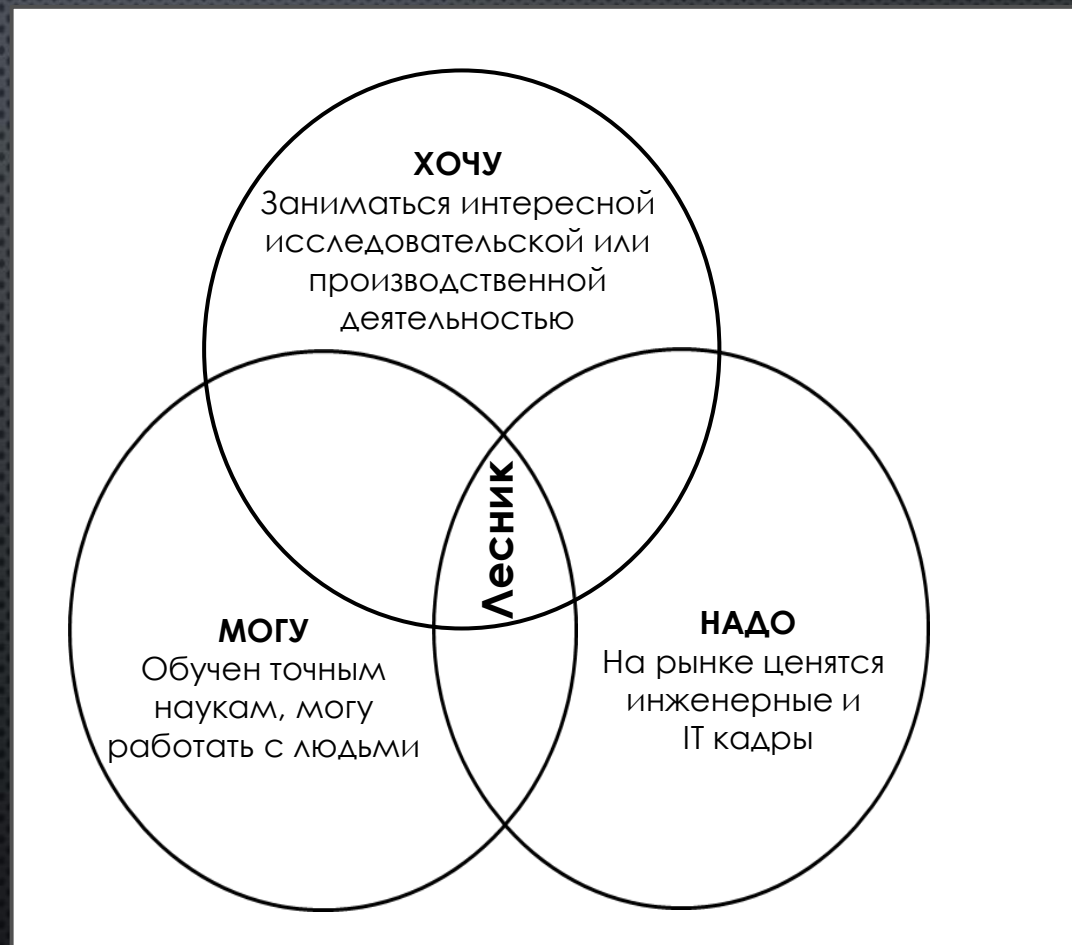 ХОЧУ
Заниматься интересной
исследовательской или
производственной
деятельностью
Лесник
МОГУ
Обучен точным
наукам, могу
работать с людьми
НАДО
На рынке ценятся
инженерные и
IT кадры